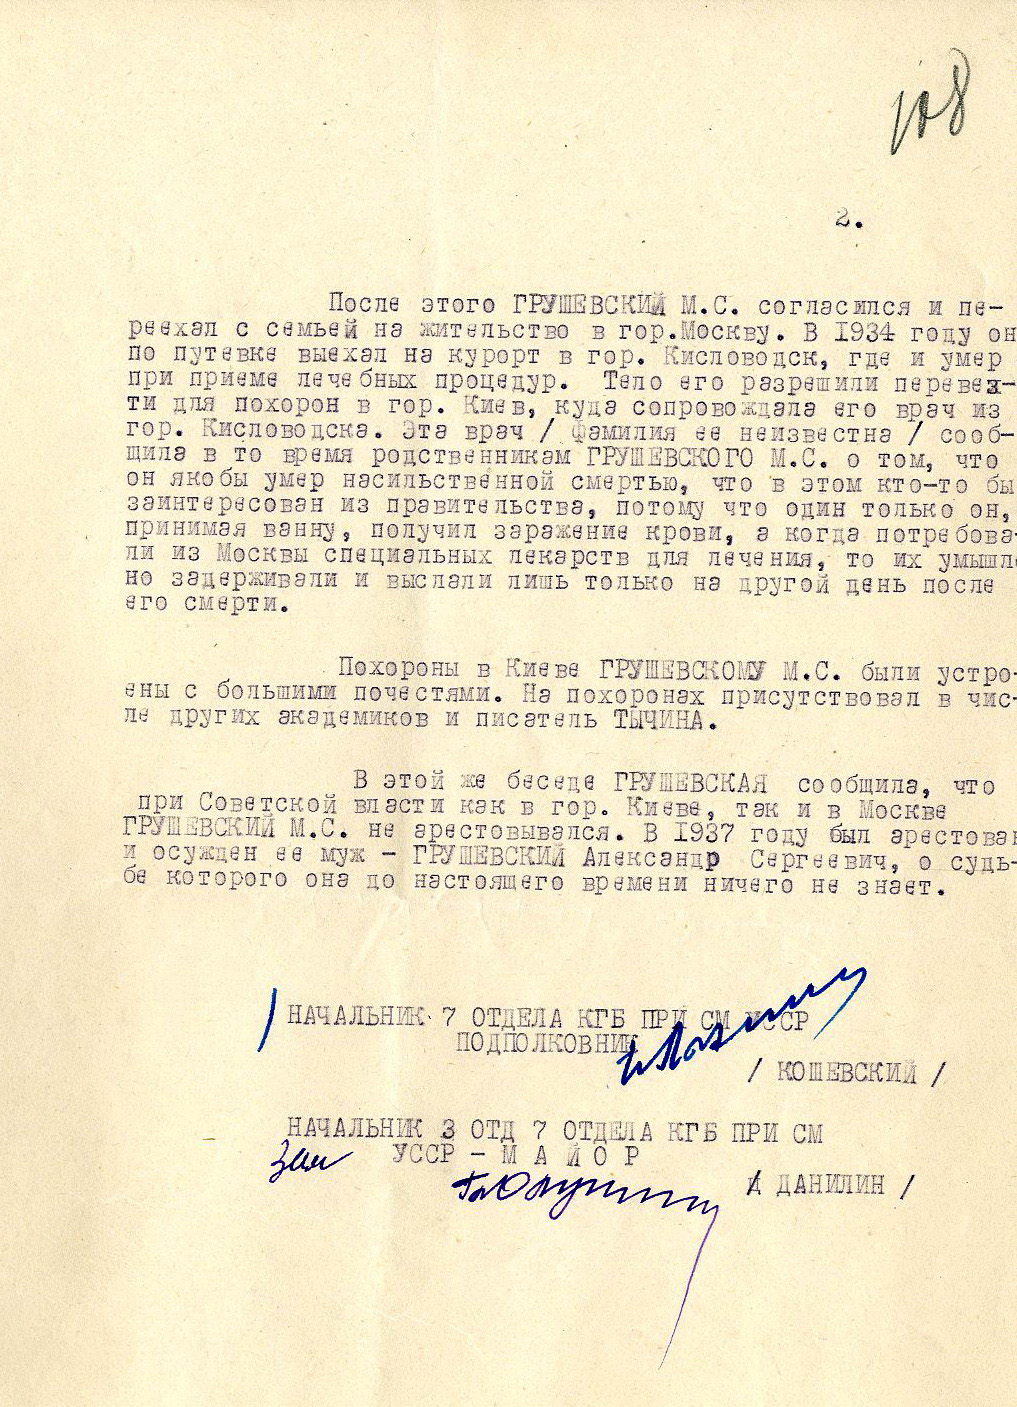 108
2.
После этого ГРУШЕВСКИЙ М.С. согласился и пе-
реехал с семьей на жительство в гор.Москву. В 1934 году он
по путевке выехал на курорт в гор. Кисловодск, где и умер
при приеме лечебных процедур. Тело его разрешили перевез-
ти для похорон в гор. Киев, куда сопровождала его врач из
гор. Кисловодска. Эта врач / фамилия ее неизвестна / сооб-
щила в то время родственникам ГРУШЕВСКОГО М.С. о том, что
он якобы умер насильственной смертью, что в этом кто-то бы
заинтересован из правительства, потому что один только он,
принимая ванну, получил заражение крови, а когда потребова-
ли из Москвы специальных лекарств для лечения, то их умышле
но задерживали и выслали лишь только на другой день после
его смерти.
Похороны в Киеве ГРУШЕВСКОМУ М.С. были устро-
ены с большими почестями. На похоронах присутствовал в чис-
ле других академиков и писатель ТЫЧИНА.
В этой же беседе ГРУШЕВСКАЯ сообщила, что
при Советской власти как в гор. Киеве, так и в Москве
ГРУШЕВСКИЙ М.С. не арестовывался. В 1937 году был арестован
и осужден ее муж - ГРУШЕВСКИЙ Александр Сергеевич, о судь-
бе которого она до настоящего времени ничего не знает.
НАЧАЛЬНИК 7 ОТДЕЛА КГБ ПРИ СМ УССР
ПОДПОЛКОВНИК
/ КОШЕВСКИЙ /
НАЧАЛЬНИК 3 ОТД 7 ОТДЕЛА КГБ ПРИ СМ
зам УССР - М А Й О Р
/ ДАНИЛИН /